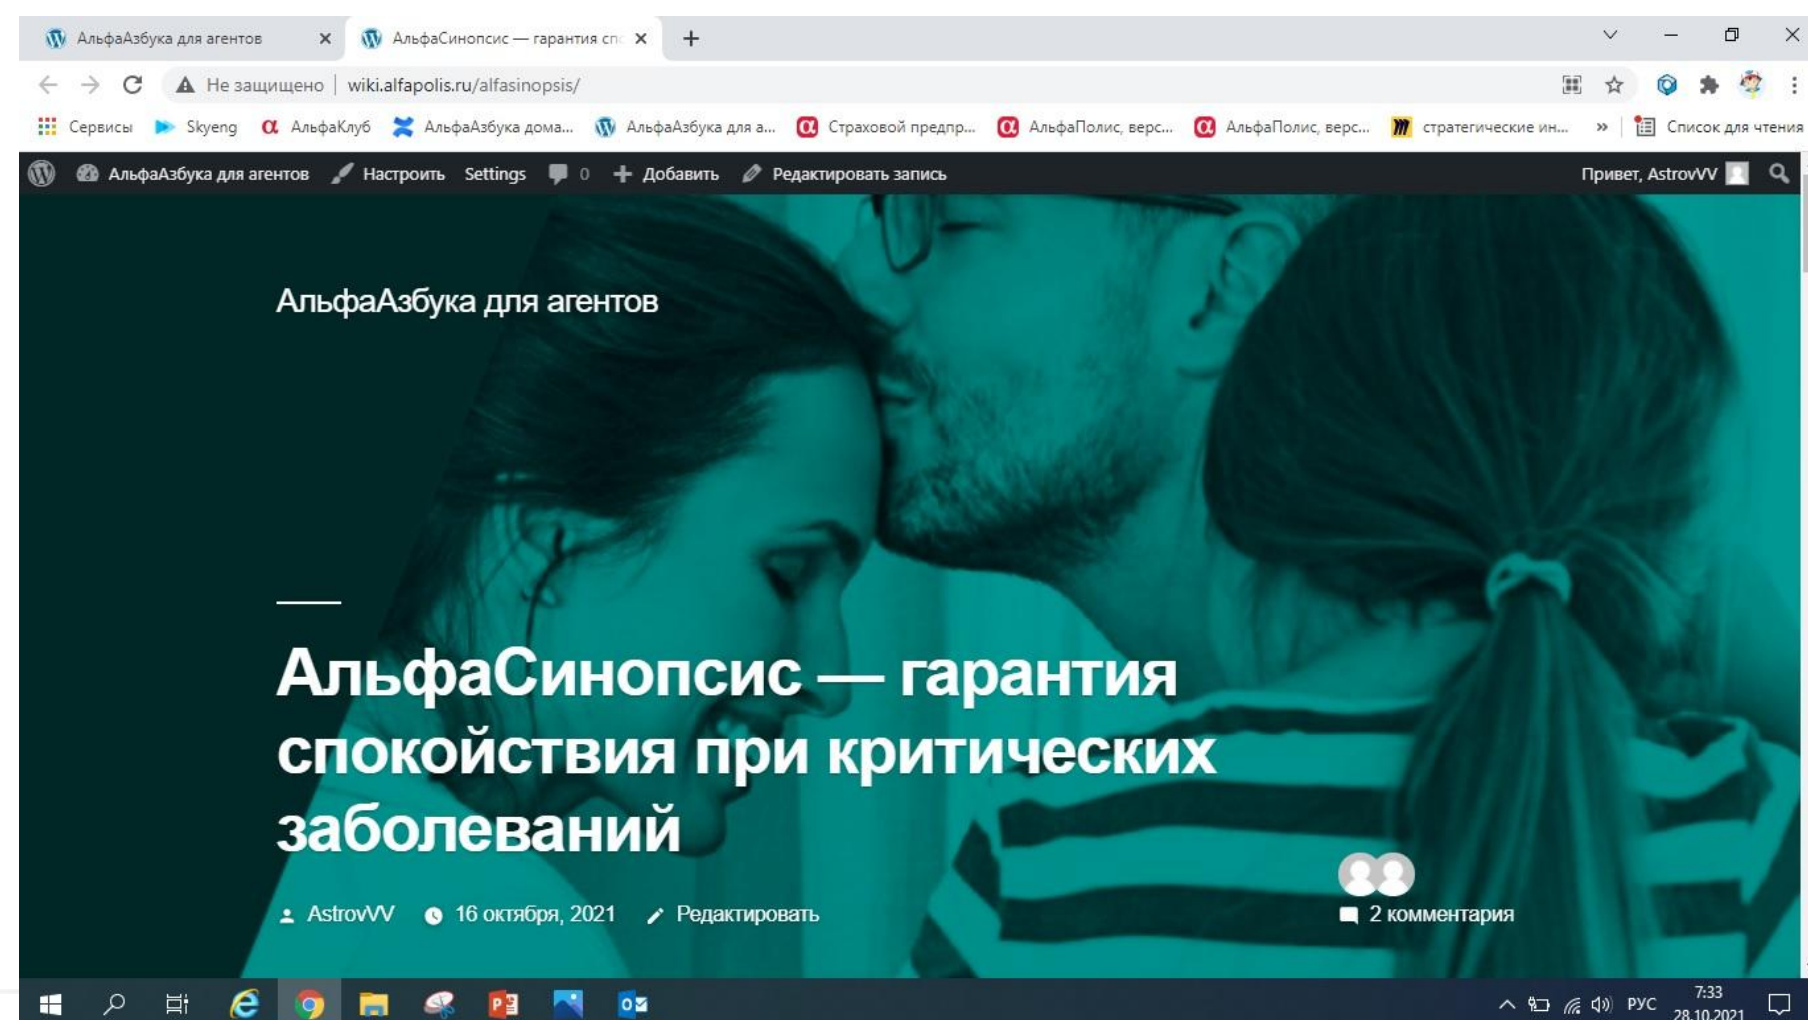 АльфаАзбука для агентов
АльфаСинопсис — гарантия спо
Не защищено | wiki.alfapolis.ru/alfasinopsis/
Сервисы Skyeng АльфаКлуб АльфаАзбука дома... АльфаАзбука для а... Страховой предпр... АльфаПолис, верс... АльфаПолис, верс... стратегические ин... » Список для чтения
АльфаАзбука для агентов Настроить Settings 0 Добавить Редактировать запись Привет, AstrovVV
АльфаАзбука для агентов
АльфаСинопсис — гарантия
спокойствия при критических
заболеваний
AstrovVV 16 октября, 2021 Редактировать 2 комментария
РУС 7:33
28.10.2021